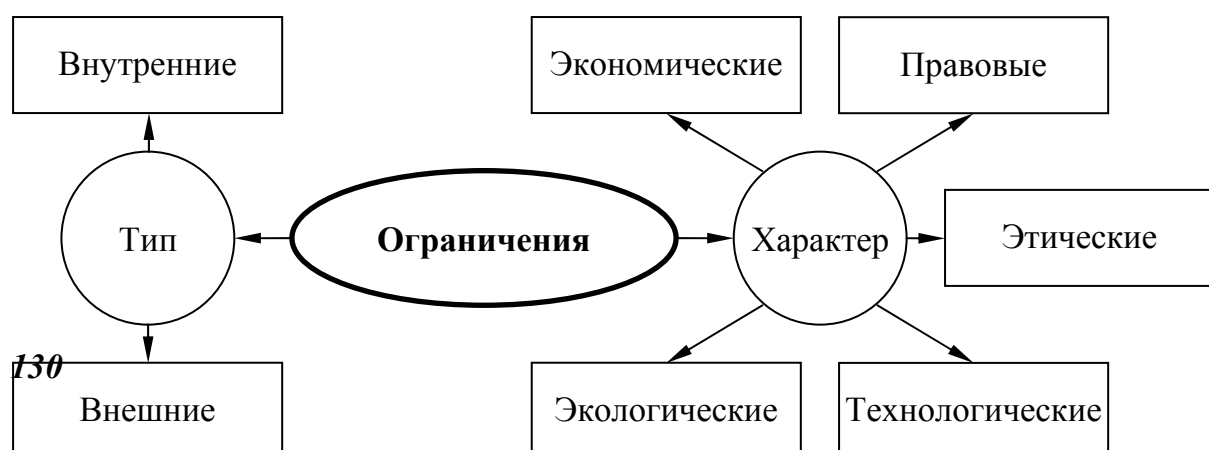 Внутренние
Экономические
Правовые
Тип
Ограничения
Характер
Этические
130
Внешние
Экологические
Технологические